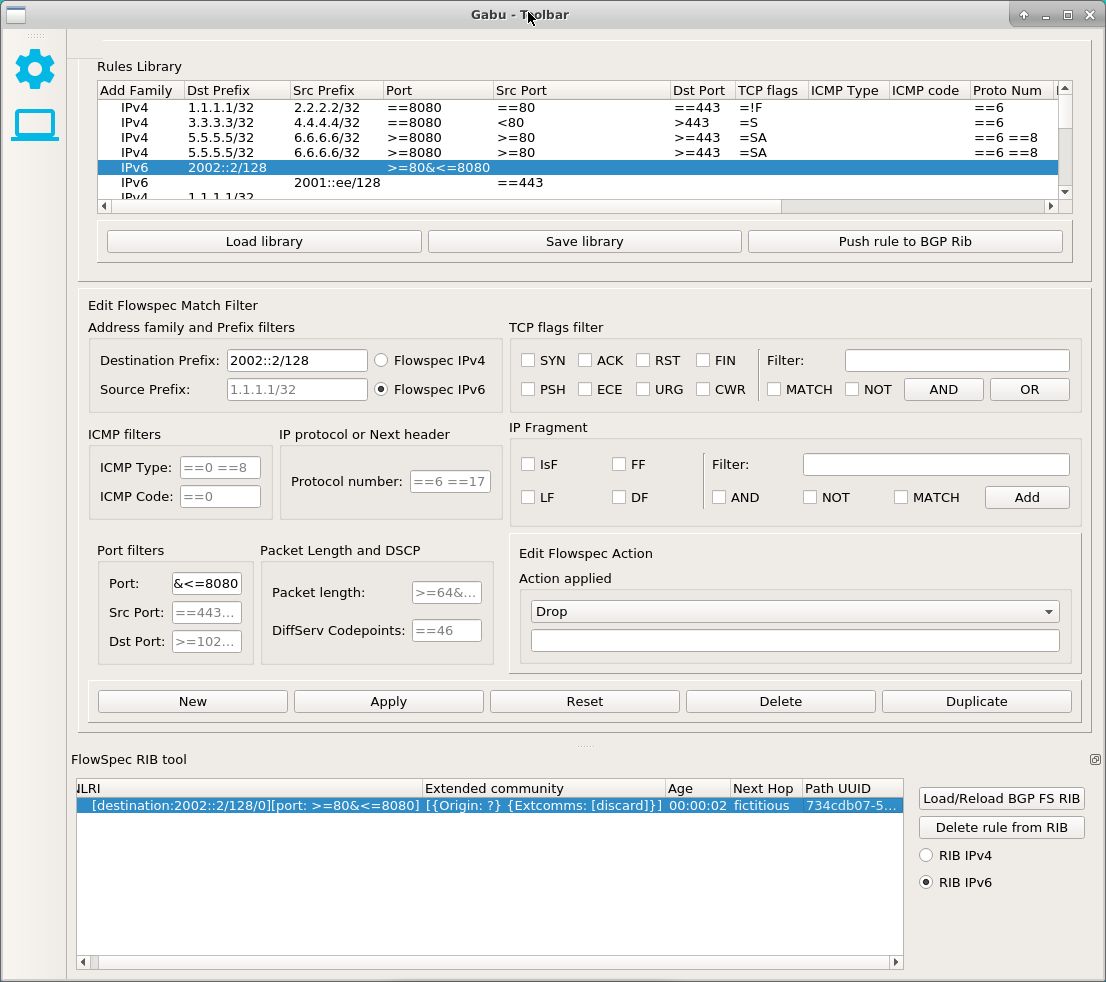 Gabu - Toolbar
Rules Library
Add Family Dst Prefix Src Prefix Port Src Port Dst Port TCP flags ICMP Type ICMP code Proto Num
IPv4 1.1.1.1/32 2.2.2.2/32 ==8080 ==80 ==443 =!F ==6
IPv4 3.3.3.3/32 4.4.4.4/32 ==8080 <80 >443 =S ==6
IPv4 5.5.5.5/32 6.6.6.6/32 >=8080 >=80 >=443 =SA ==6 ==8
IPv4 5.5.5.5/32 6.6.6.6/32 >=8080 >=80 >=443 =SA ==6 ==8
IPv6 2002::2/128 >=80&<=8080
IPv6 2001::ee/128 ==443
IPv4 1.1.1.1/32
Load library Save library Push rule to BGP Rib
Edit Flowspec Match Filter
Address family and Prefix filters
Destination Prefix: 2002::2/128 Flowspec IPv4
Source Prefix: 1.1.1.1/32 Flowspec IPv6
TCP flags filter
SYN ACK RST FIN Filter:
PSH ECE URG CWR MATCH NOT AND OR
ICMP filters
ICMP Type: ==0 ==8
ICMP Code: ==0
IP protocol or Next header
Protocol number: ==6 ==17
IP Fragment
IsF FF Filter:
LF DF AND NOT MATCH Add
Port filters
Port: &<=8080
Src Port: ==443...
Dst Port: >=102...
Packet Length and DSCP
Packet length: >=64&...
DiffServ Codepoints: ==46
Edit Flowspec Action
Action applied
Drop
New Apply Reset Delete Duplicate
FlowSpec RIB tool
NLRI Extended community Age Next Hop Path UUID
[destination:2002::2/128/0][port: >=80&<=8080] [{Origin: ?} {Extcomms: [discard]}] 00:00:02 fictitious 734cdb07-5...
Load/Reload BGP FS RIB
Delete rule from RIB
RIB IPv4
RIB IPv6